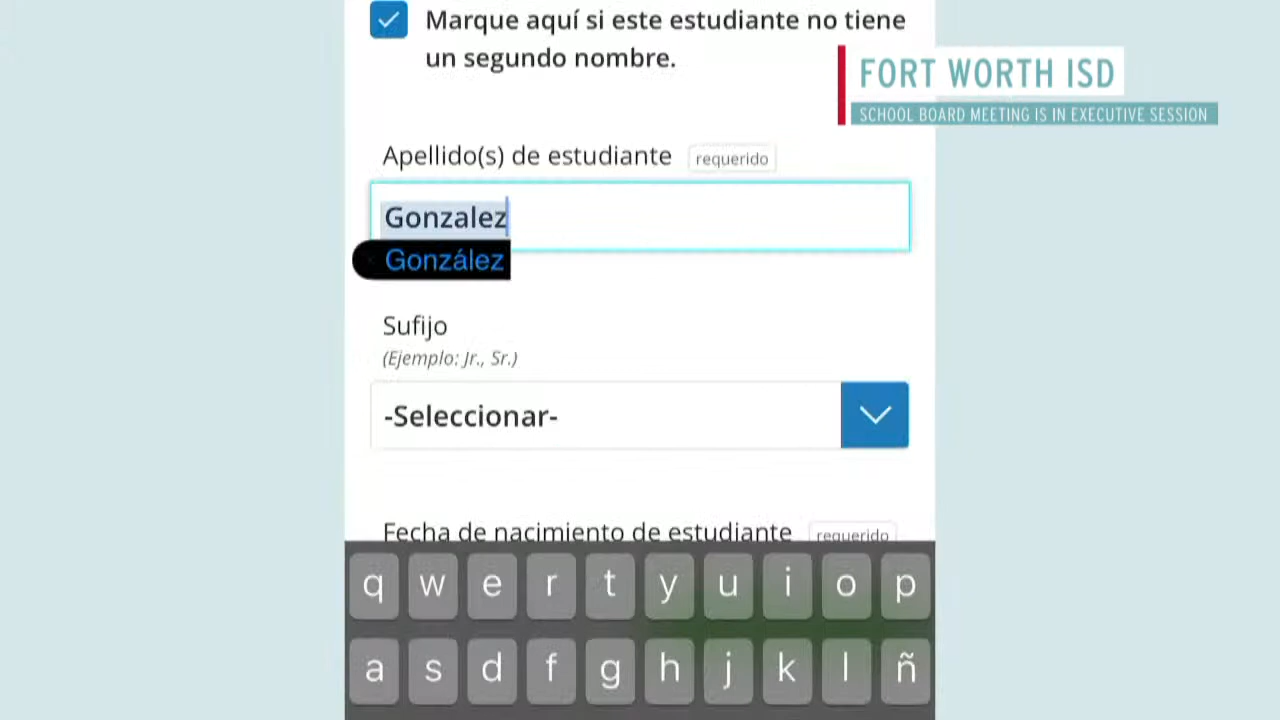 Marque aquí si este estudiante no tiene
un segundo nombre.
FORT WORTH ISD
SCHOOL BOARD MEETING IS IN EXECUTIVE SESSION
Apellido(s) de estudiante requerido
Gonzalez
González
Sufijo
(Ejemplo: Jr., Sr.)
-Seleccionar-
Fecha de nacimiento de estudiante requerido
q w e r t y u i o p
a s d f g h j k l ñ